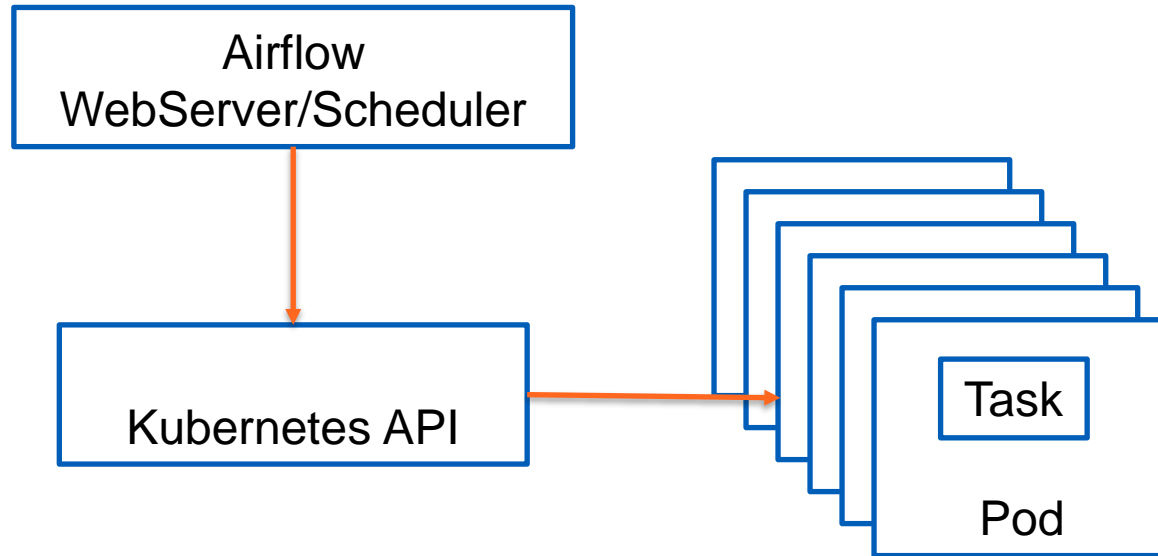 Airflow
WebServer/Scheduler
Kubernetes API
Task
Pod